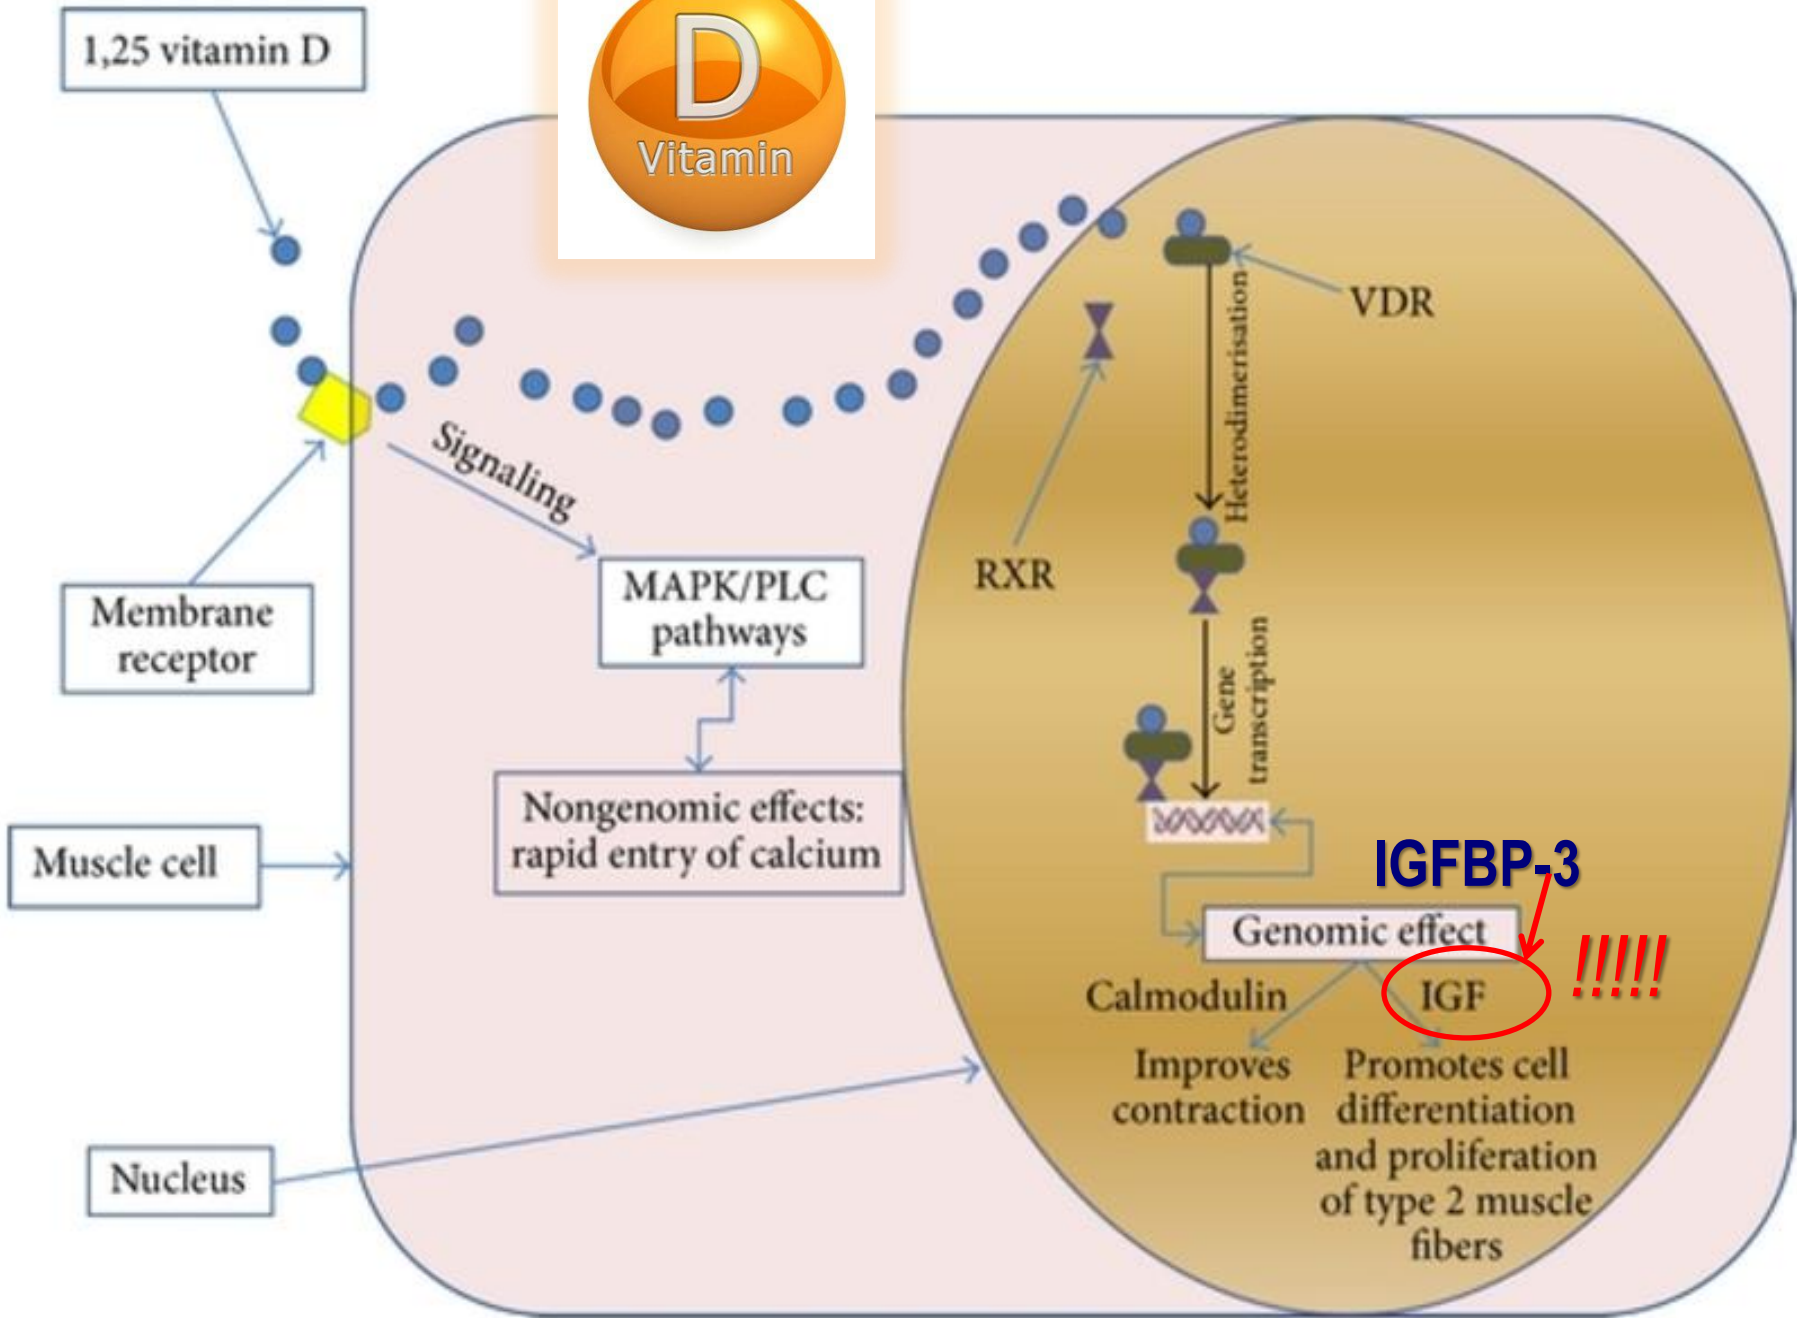 1,25 vitamin D
D
Vitamin
VDR
Heterodimerisation
Signaling
RXR
MAPK/PLC
pathways
Membrane
receptor
Gene
transcription
Nongenomic effects:
rapid entry of calcium
Muscle cell
IGFBP-3
Genomic effect
!!!!!
Calmodulin
IGF
Improves
contraction
Promotes cell
differentiation
and proliferation
of type 2 muscle
fibers
Nucleus